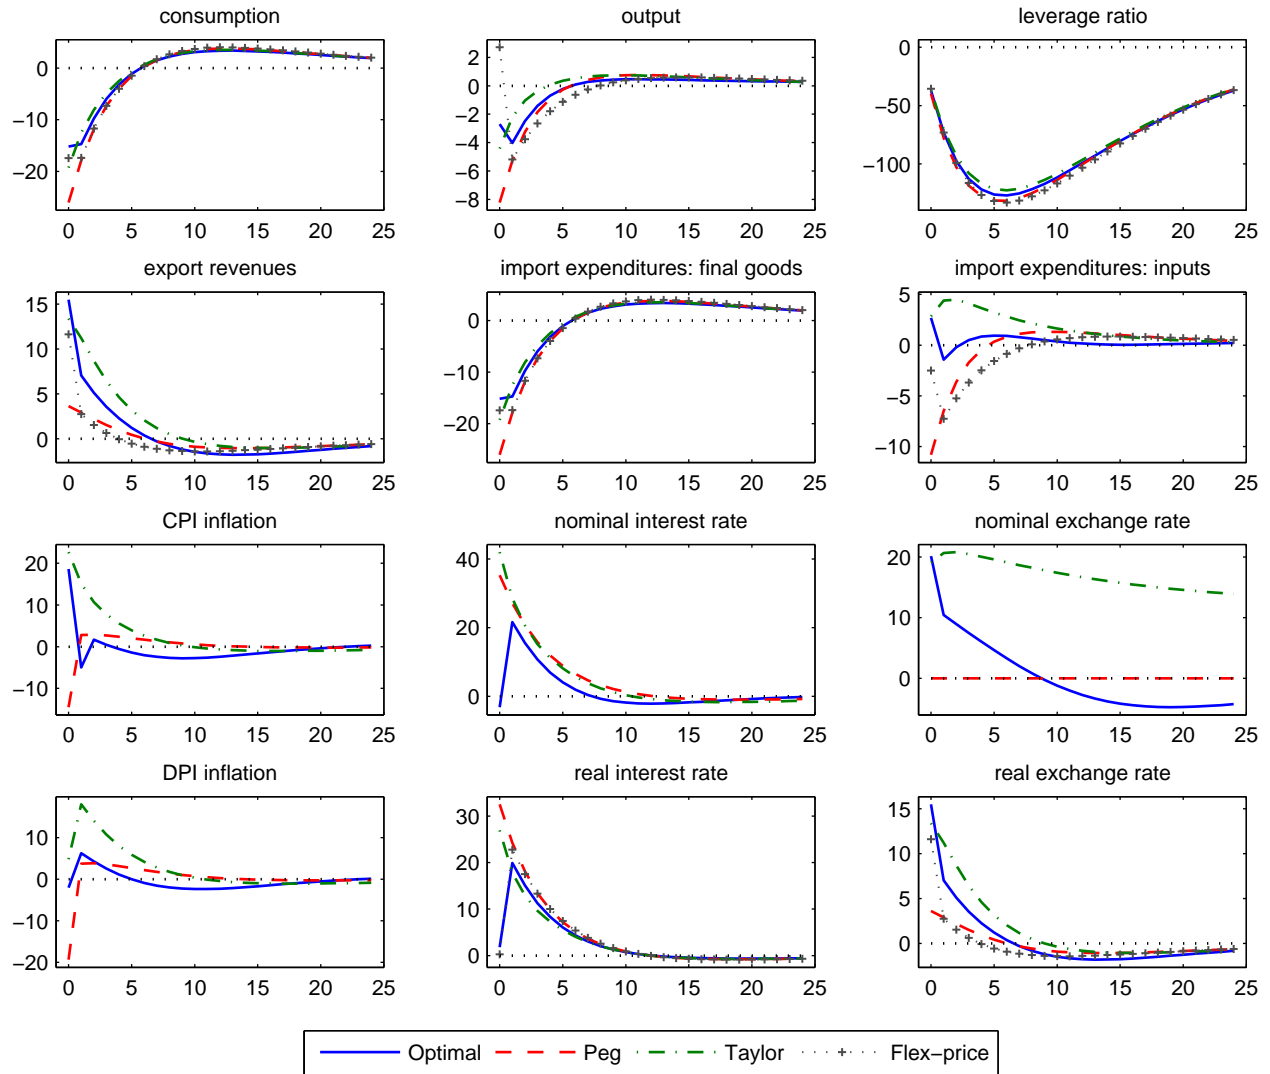 consumption
output
leverage ratio
0
−10
−20
0 5 10 15 20 25
2
0
−2
−4
−6
−8
0 5 10 15 20 25
0
−50
−100
0 5 10 15 20 25
export revenues
import expenditures: final goods
import expenditures: inputs
15
10
5
0
0 5 10 15 20 25
0
−10
−20
0 5 10 15 20 25
5
0
−5
−10
0 5 10 15 20 25
CPI inflation
nominal interest rate
nominal exchange rate
20
10
0
−10
0 5 10 15 20 25
40
20
0
0 5 10 15 20 25
20
10
0
0 5 10 15 20 25
DPI inflation
real interest rate
real exchange rate
10
0
−10
−20
0 5 10 15 20 25
30
20
10
0
0 5 10 15 20 25
15
10
5
0
0 5 10 15 20 25
Optimal Peg Taylor Flex−price